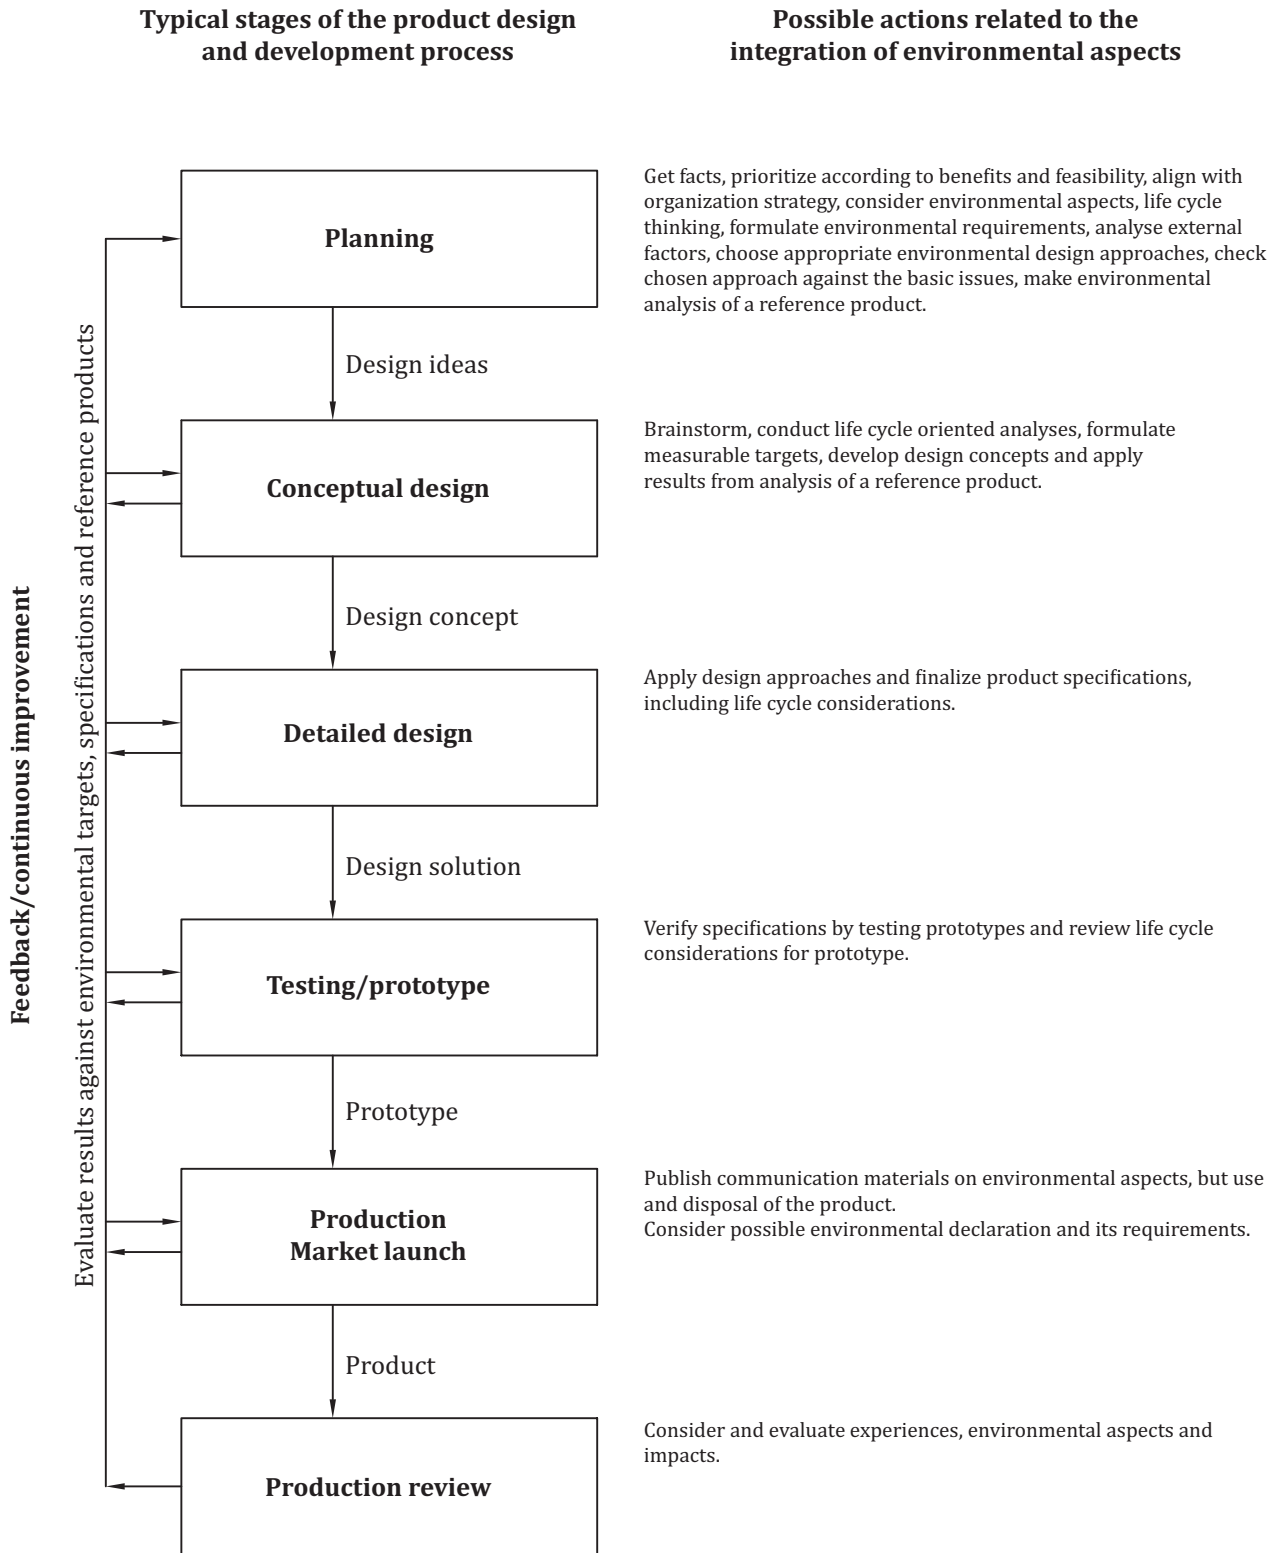 Typical stages of the product design
and development process
Possible actions related to the
integration of environmental aspects
Feedback/continuous improvement
Evaluate results against environmental targets, specifications and reference products
Planning
Get facts, prioritize according to benefits and feasibility, align with
organization strategy, consider environmental aspects, life cycle
thinking, formulate environmental requirements, analyse external
factors, choose appropriate environmental design approaches, check
chosen approach against the basic issues, make environmental
analysis of a reference product.
Design ideas
Conceptual design
Brainstorm, conduct life cycle oriented analyses, formulate
measurable targets, develop design concepts and apply
results from analysis of a reference product.
Design concept
Detailed design
Apply design approaches and finalize product specifications,
including life cycle considerations.
Design solution
Testing/prototype
Verify specifications by testing prototypes and review life cycle
considerations for prototype.
Prototype
Production
Market launch
Publish communication materials on environmental aspects, but use
and disposal of the product.
Consider possible environmental declaration and its requirements.
Product
Production review
Consider and evaluate experiences, environmental aspects and
impacts.